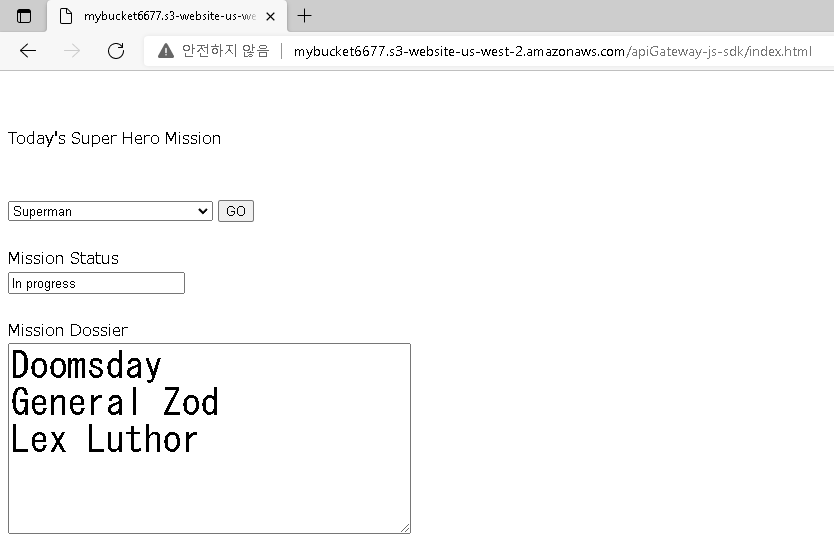 mybucket6677.s3-website-us-we
안전하지 않음 | mybucket6677.s3-website-us-west-2.amazonaws.com/apiGateway-js-sdk/index.html
Today's Super Hero Mission
Superman GO
Mission Status
In progress
Mission Dossier
Doomsday
General Zod
Lex Luthor